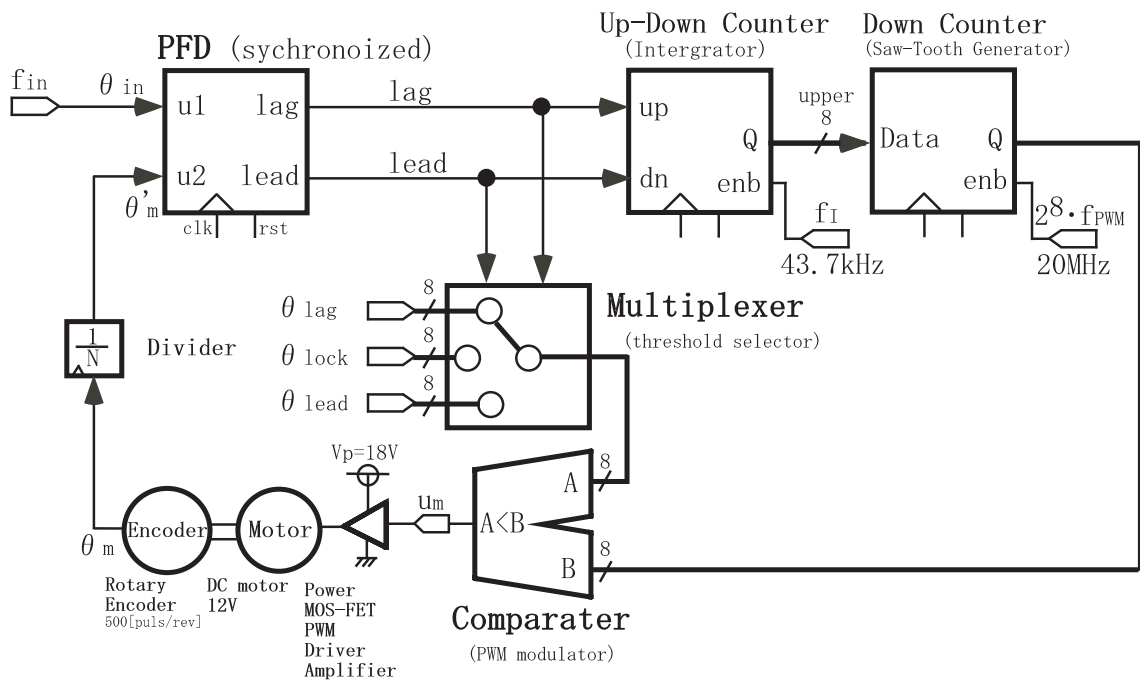 PFD (sychronoized)
Up-Down Counter
(Intergrator)
Down Counter
(Saw-Tooth Generator)
fin
θ in
u1
lag
lag
up
upper
8
Data
Q
Q
u2
lead
lead
dn
enb
enb
θ'm
clk
rst
fI
43.7kHz
2^8·fPWM
20MHz
θ lag
8
Multiplexer
(threshold selector)
θ lock
8
θ lead
8
1
N
Divider
Vp=18V
um
A
8
A<B
B
8
Encoder
Motor
θ m
Rotary
Encoder
500[puls/rev]
DC motor
12V
Power
MOS-FET
PWM
Driver
Amplifier
Comparater
(PWM modulator)